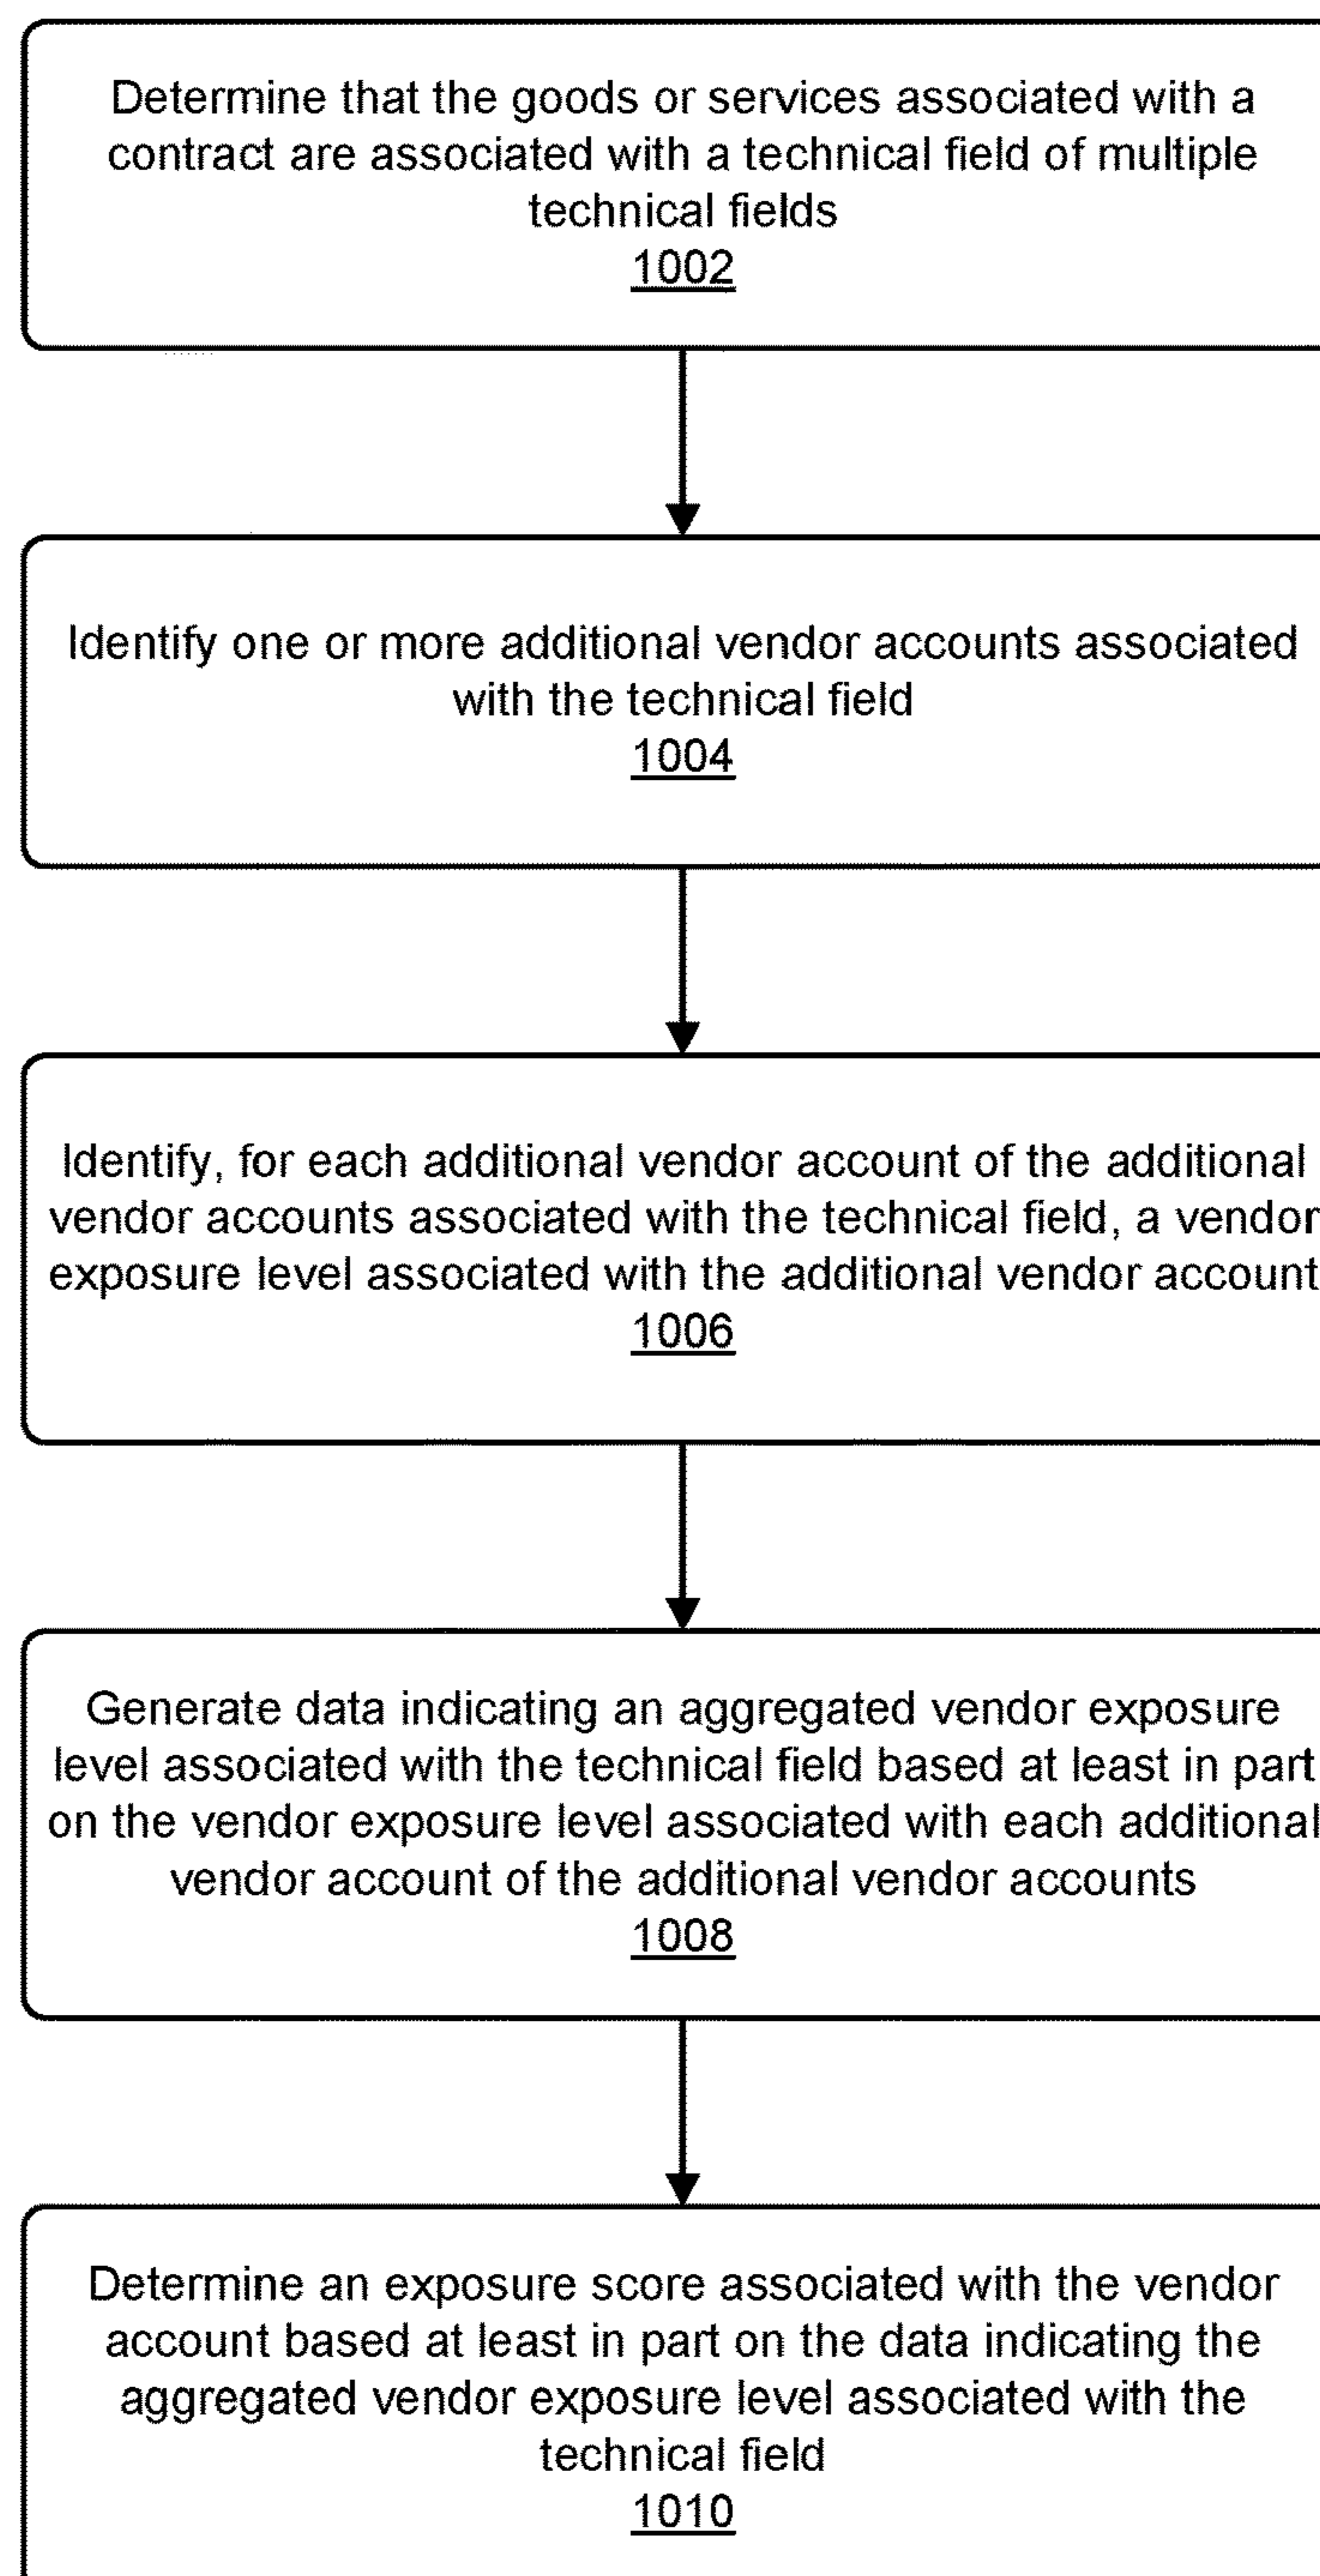 Determine that the goods or services associated with a
contract are associated with a technical field of multiple
technical fields
1002
Identify one or more additional vendor accounts associated
with the technical field
1004
Identify, for each additional vendor account of the additional
vendor accounts associated with the technical field, a vendor
exposure level associated with the additional vendor account
1006
Generate data indicating an aggregated vendor exposure
level associated with the technical field based at least in part
on the vendor exposure level associated with each additional
vendor account of the additional vendor accounts
1008
Determine an exposure score associated with the vendor
account based at least in part on the data indicating the
aggregated vendor exposure level associated with the
technical field
1010